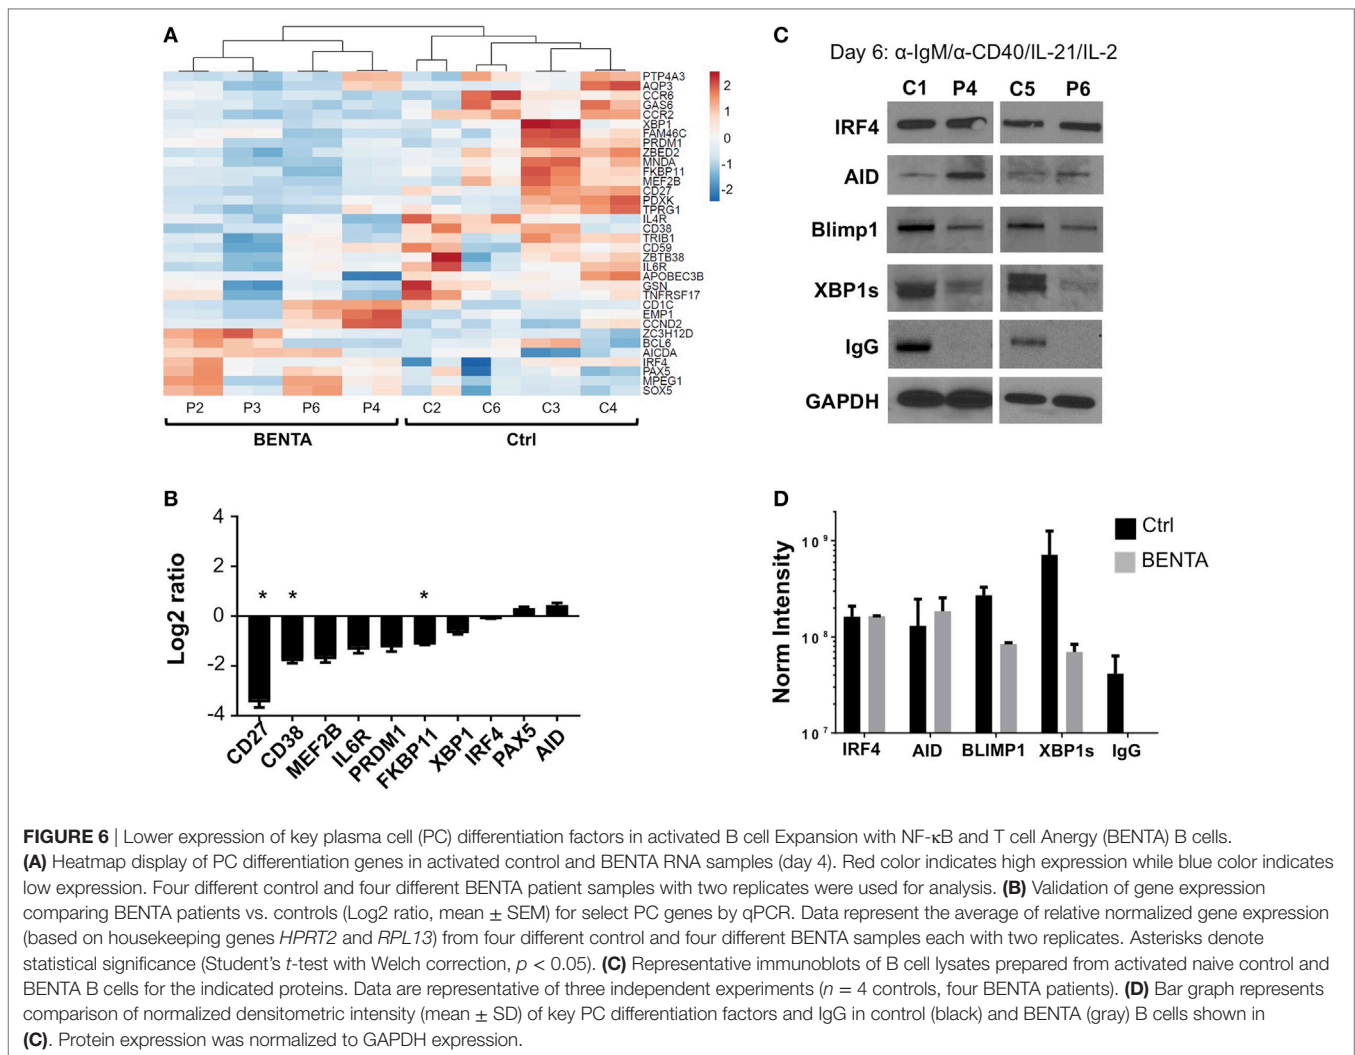 A
2
1
0
-1
-2
PTP4A3
AQP3
CCR6
GAS6
CCR2
XBP1
FAM46C
PRDM1
ZBED2
MNDA
FKBP11
MEF2B
CD27
PDXK
TPRG1
IL4R
CD38
TRIB1
CD59
ZBTB38
IL6R
APOBEC3B
GSN
TNFRSF17
CD1C
EMP1
CCND2
ZC3H12D
BCL6
AICDA
IRF4
PAX5
MPEG1
SOX5
P2 P3 P6 P4 C2 C6 C3 C4
BENTA Ctrl
C
Day 6: α-IgM/α-CD40/IL-21/IL-2
C1 P4 C5 P6
IRF4
AID
Blimp1
XBP1s
IgG
GAPDH
B
Log2 ratio
4
2
0
-2
-4
* * *
CD27 CD38 MEF2B IL6R PRDM1 FKBP11 XBP1 IRF4 PAX5 AID
D
Norm Intensity
10⁹
10⁸
10⁷
Ctrl
BENTA
IRF4 AID BLIMP1 XBP1s IgG
FIGURE 6 | Lower expression of key plasma cell (PC) differentiation factors in activated B cell Expansion with NF-κB and T cell Anergy (BENTA) B cells.
(A) Heatmap display of PC differentiation genes in activated control and BENTA RNA samples (day 4). Red color indicates high expression while blue color indicates
low expression. Four different control and four different BENTA patient samples with two replicates were used for analysis. (B) Validation of gene expression
comparing BENTA patients vs. controls (Log2 ratio, mean ± SEM) for select PC genes by qPCR. Data represent the average of relative normalized gene expression
(based on housekeeping genes HPRT2 and RPL13) from four different control and four different BENTA samples each with two replicates. Asterisks denote
statistical significance (Student's t-test with Welch correction, p < 0.05). (C) Representative immunoblots of B cell lysates prepared from activated naive control and
BENTA B cells for the indicated proteins. Data are representative of three independent experiments (n = 4 controls, four BENTA patients). (D) Bar graph represents
comparison of normalized densitometric intensity (mean ± SD) of key PC differentiation factors and IgG in control (black) and BENTA (gray) B cells shown in
(C). Protein expression was normalized to GAPDH expression.